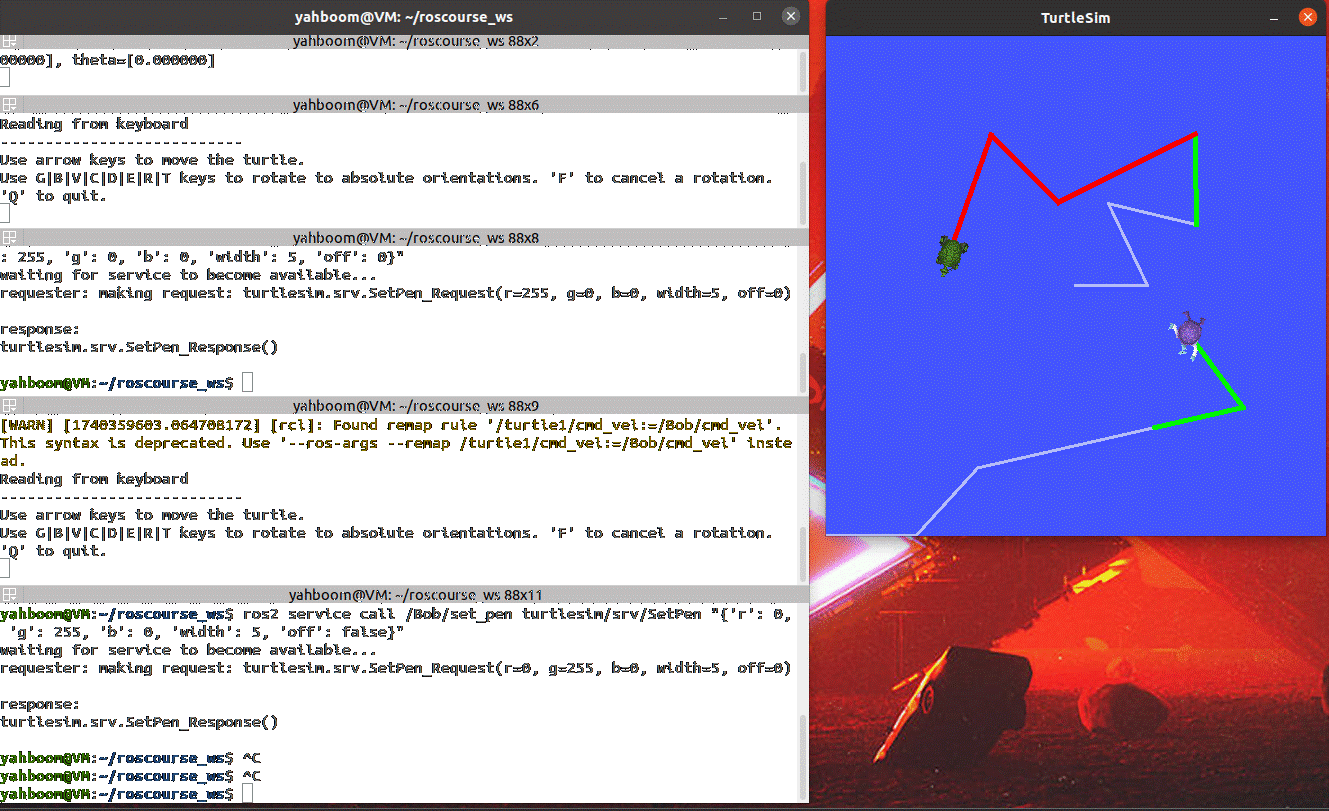 yahboom@VM: ~/roscourse_ws
yahboom@VM: ~/roscourse_ws 88x2
00000], theta=[0.000000]
yahboom@VM: ~/roscourse_ws 88x6
Reading from keyboard
---------------------------
Use arrow keys to move the turtle.
Use G|B|V|C|D|E|R|T keys to rotate to absolute orientations. 'F' to cancel a rotation.
'Q' to quit.
yahboom@VM: ~/roscourse_ws 88x8
: 255, 'g': 0, 'b': 0, 'width': 5, 'off': 0}"
waiting for service to become available...
requester: making request: turtlesim.srv.SetPen_Request(r=255, g=0, b=0, width=5, off=0)
response:
turtlesim.srv.SetPen_Response()
yahboom@VM:~/roscourse_ws$
yahboom@VM: ~/roscourse_ws 88x9
[WARN] [1740359603.064708172] [rcl]: Found remap rule '/turtle1/cmd_vel:=/Bob/cmd_vel'.
This syntax is deprecated. Use '--ros-args --remap /turtle1/cmd_vel:=/Bob/cmd_vel' inste
ad.
Reading from keyboard
---------------------------
Use arrow keys to move the turtle.
Use G|B|V|C|D|E|R|T keys to rotate to absolute orientations. 'F' to cancel a rotation.
'Q' to quit.
yahboom@VM: ~/roscourse_ws 88x11
yahboom@VM:~/roscourse_ws$ ros2 service call /Bob/set_pen turtlesim/srv/SetPen "{'r': 0,
'g': 255, 'b': 0, 'width': 5, 'off': false}"
waiting for service to become available...
requester: making request: turtlesim.srv.SetPen_Request(r=0, g=255, b=0, width=5, off=0)
response:
turtlesim.srv.SetPen_Response()
yahboom@VM:~/roscourse_ws$ ^C
yahboom@VM:~/roscourse_ws$ ^C
yahboom@VM:~/roscourse_ws$
TurtleSim